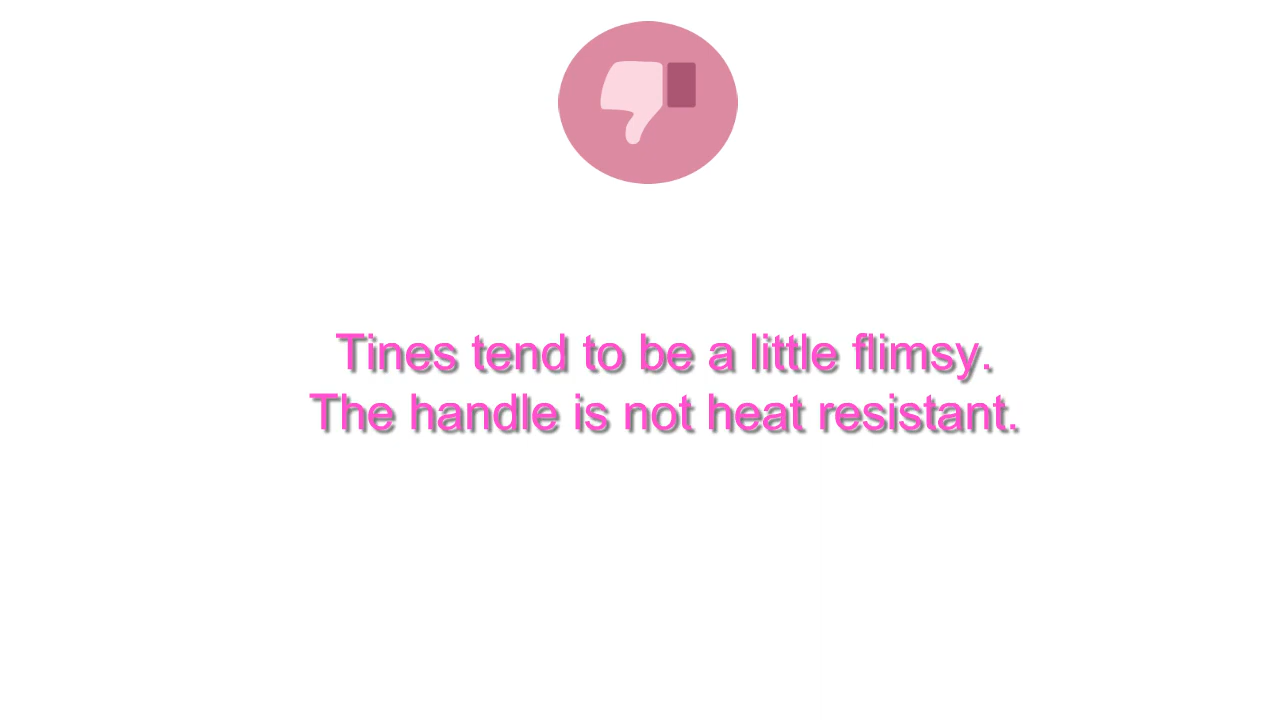 Tines tend to be a little flimsy.
The handle is not heat resistant.